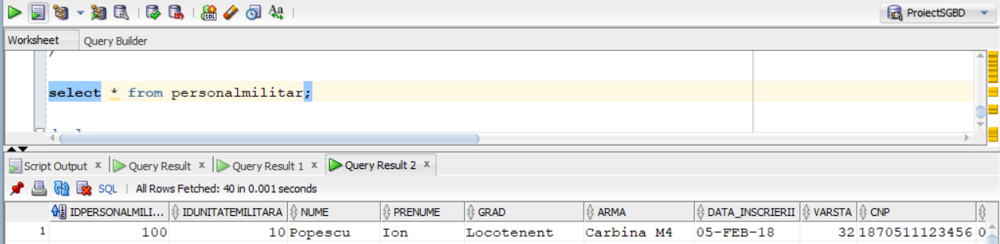 ProiectSGBD
Worksheet Query Builder
/
select * from personalmilitar;
Script Output x Query Result x Query Result 1 x Query Result 2 x
SQL | All Rows Fetched: 40 in 0.001 seconds
IDPERSONALMILI... IDUNITATEMILITARA NUME PRENUME GRAD ARMA DATA_INSCRIERII VARSTA CNP
1 100 10 Popescu Ion Locotenent Carbina M4 05-FEB-18 32 1870511123456 0